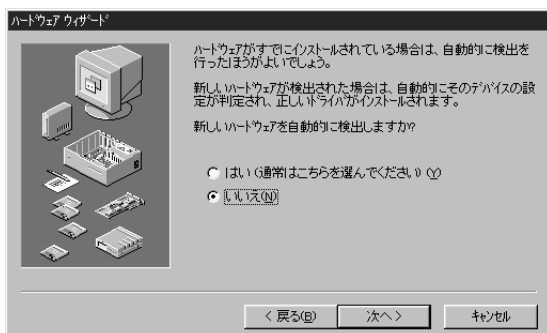 ハードウェア ウィザード
ハードウェアがすでにインストールされている場合は、自動的に検出を
行ったほうがよいでしょう。
新しいハードウェアが検出された場合は、自動的にそのデバイスの設
定が判定され、正しいドライバがインストールされます。
新しいハードウェアを自動的に検出しますか?
はい (通常はこちらを選んでください) (Y)
いいえ(N)
< 戻る(B)
次へ >
キャンセル